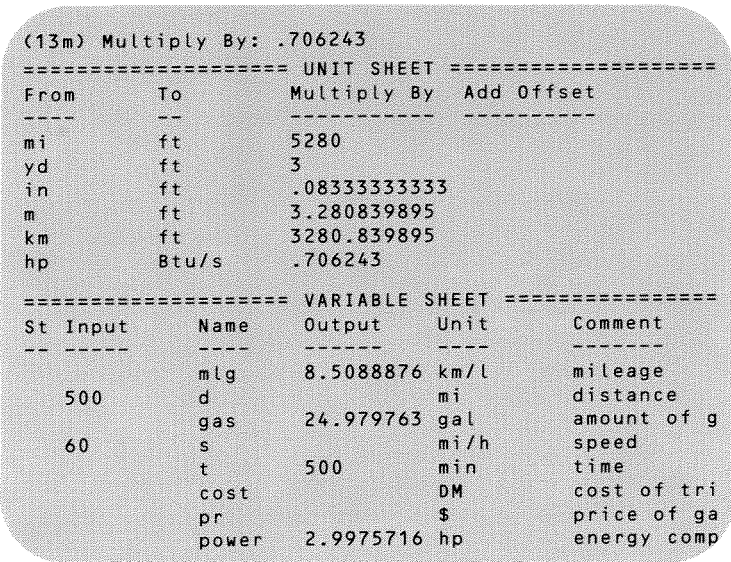 (13m) Multiply By: .706243
==================== UNIT SHEET ====================
From To Multiply By Add Offset
---- -- ----------- ----------
mi ft 5280
yd ft 3
in ft .08333333333
m ft 3.280839895
km ft 3280.839895
hp Btu/s .706243
==================== VARIABLE SHEET ================
St Input Name Output Unit Comment
-- ----- ---- ------ ---- -------
mlg 8.5088876 km/l mileage
500 d mi distance
gas 24.979763 gal amount of g
60 s mi/h speed
t 500 min time
cost DM cost of tri
pr $ price of ga
power 2.9975716 hp energy comp